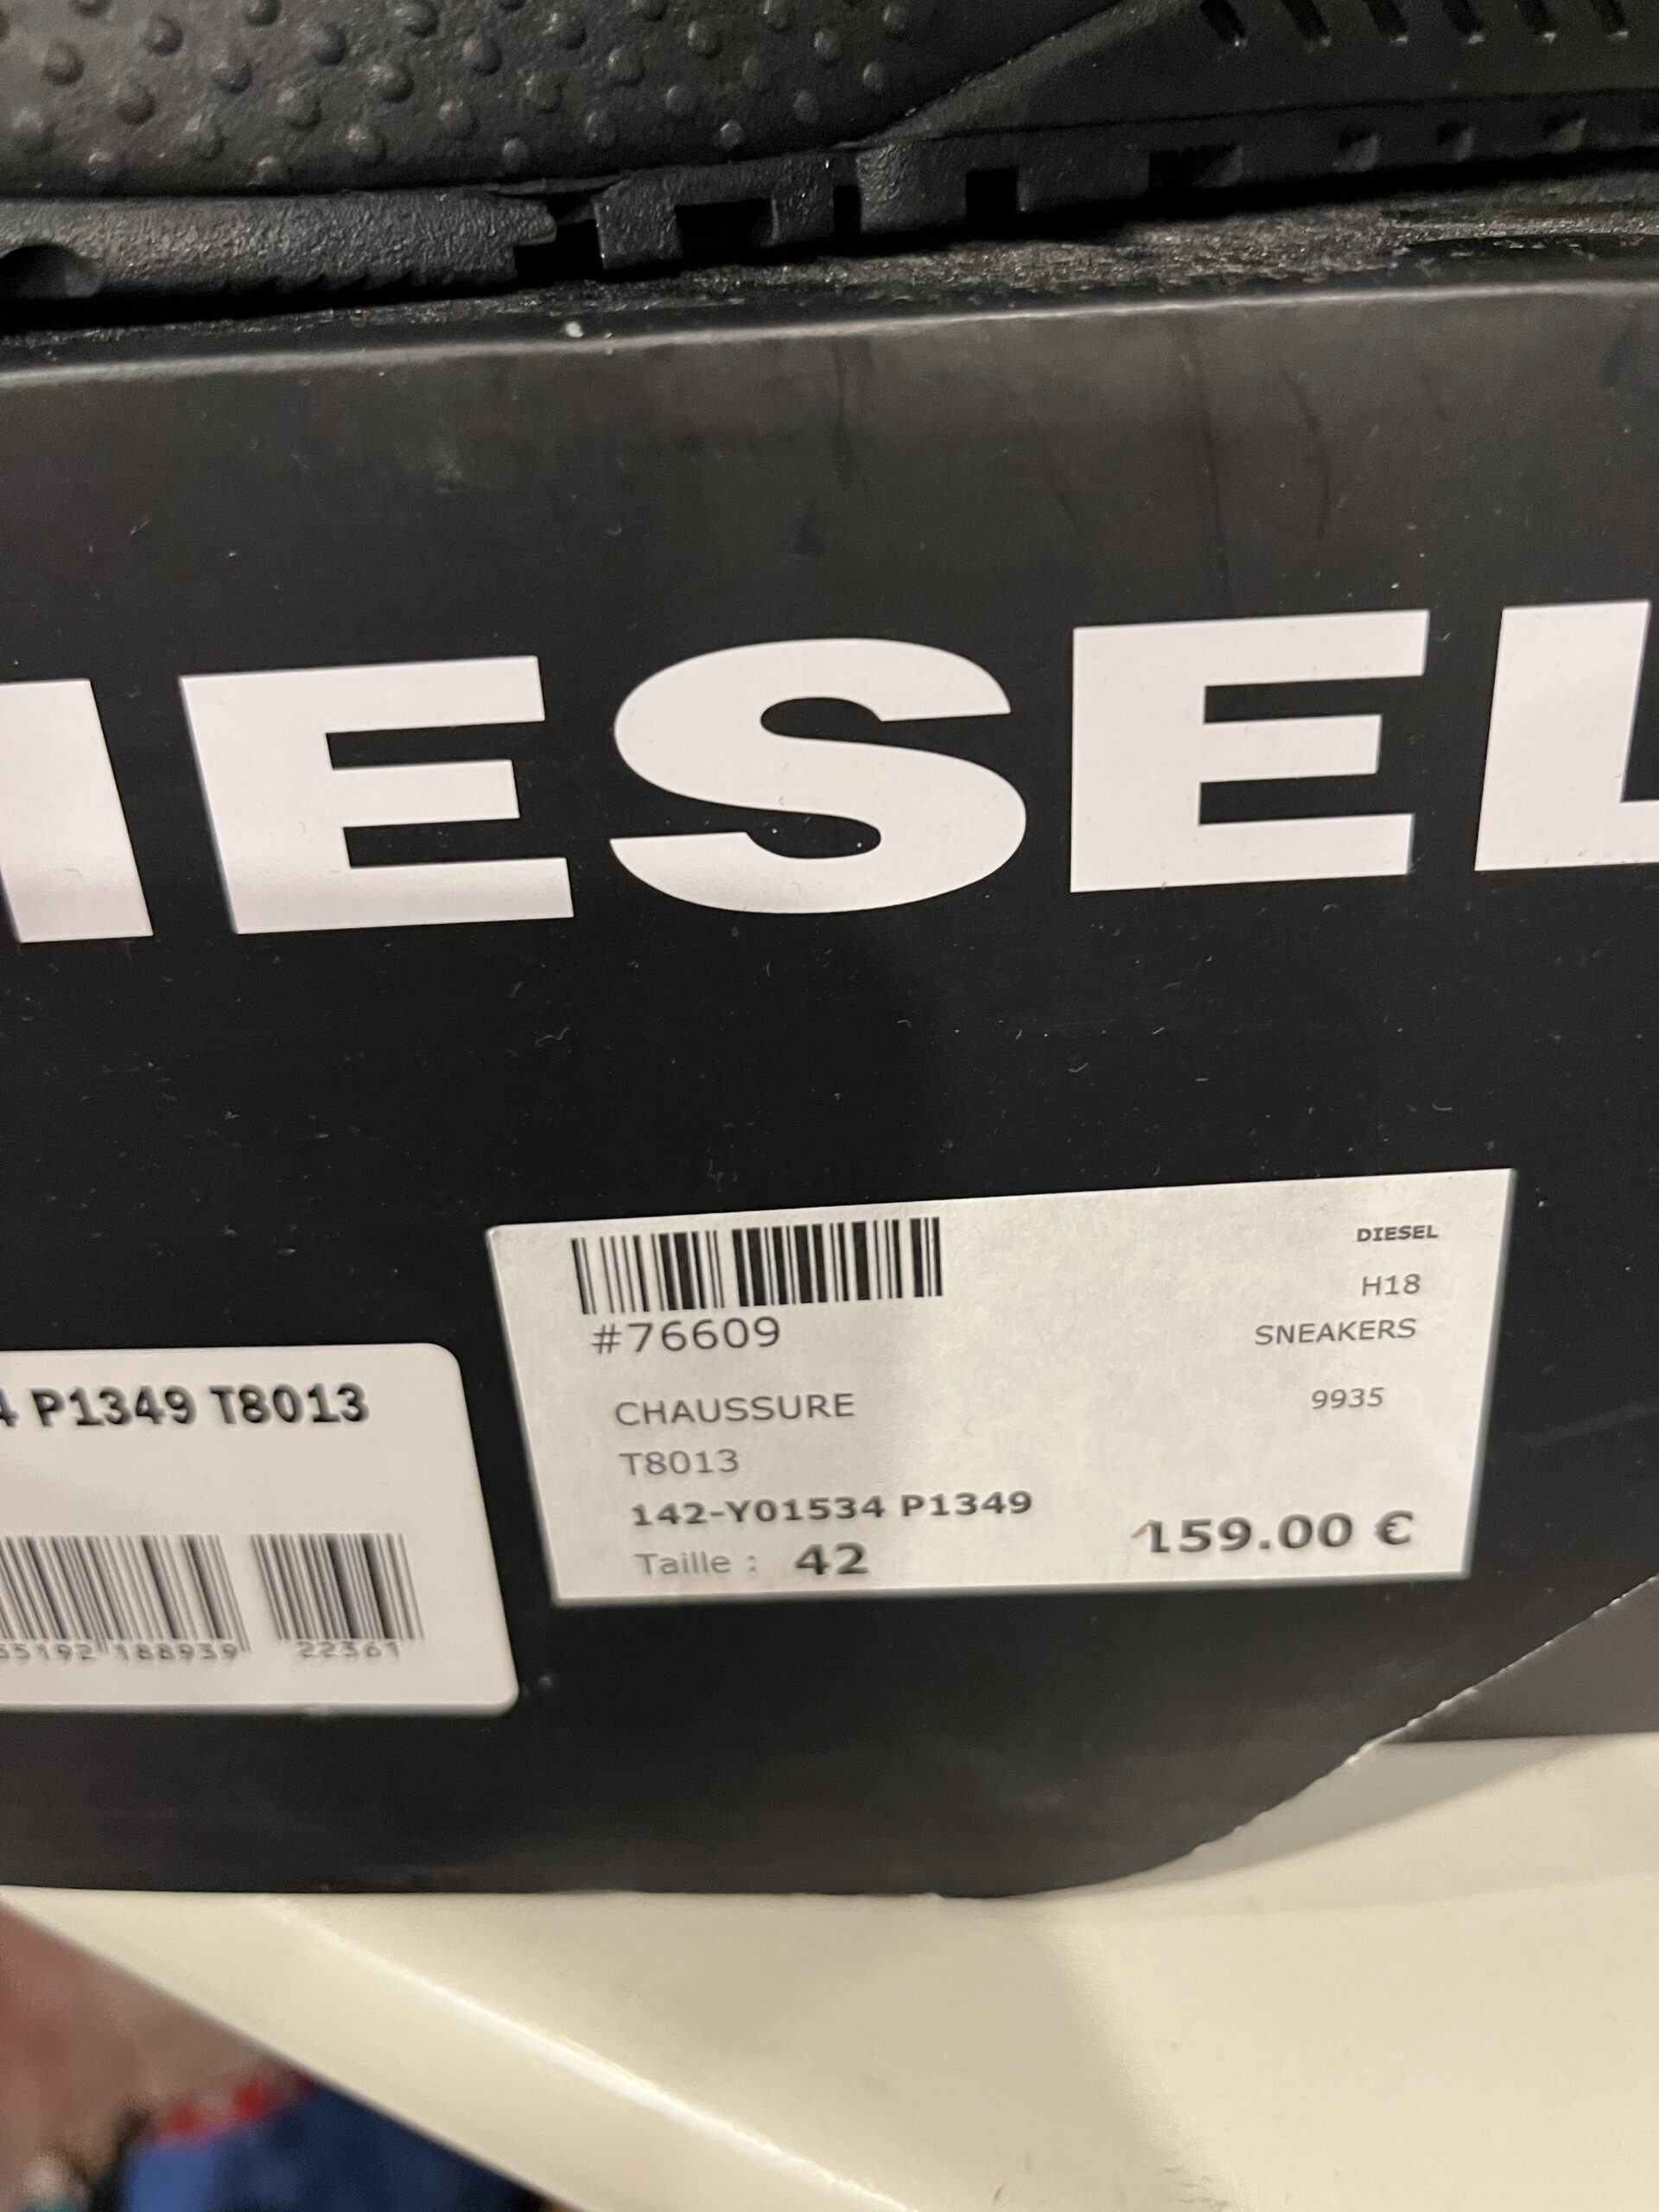 IESEL
#76609
DIESEL
H18
SNEAKERS
CHAUSSURE
9935
T8013
142-Y01534 P1349
159.00 €
Taille : 42
4 P1349 T8013
55192 188939 22361